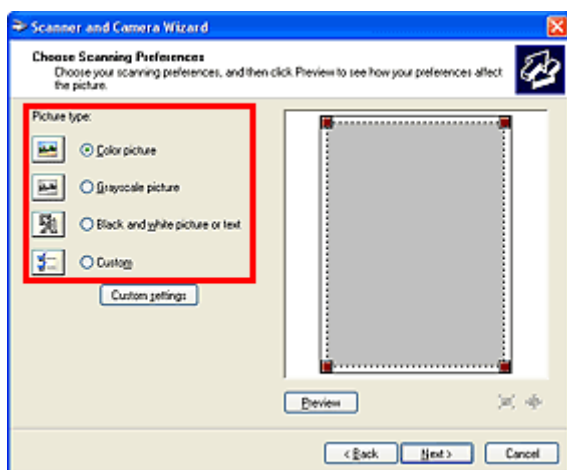 Scanner and Camera Wizard
Choose Scanning Preferences
Choose your scanning preferences, and then click Preview to see how your preferences affect
the picture.
Picture type:
Color picture
Grayscale picture
Black and white picture or text
Custom
Custom settings
Preview
< Back
Next >
Cancel